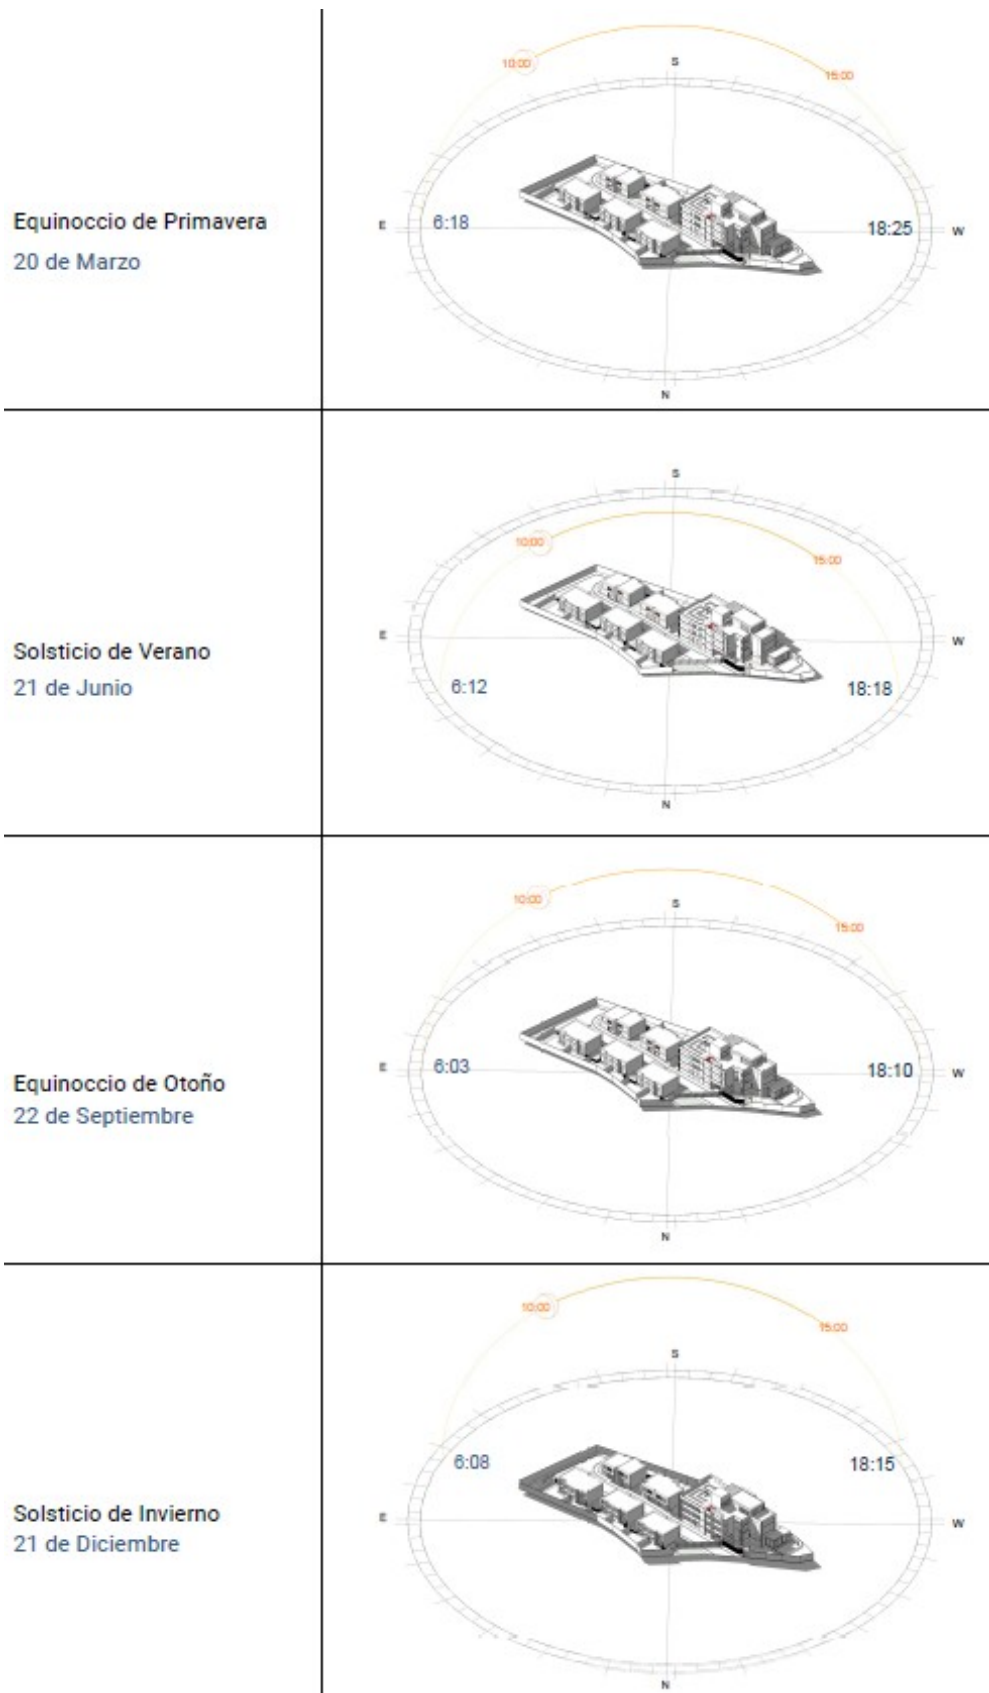 10:00
S
15:00
Equinoccio de Primavera
E
6:18
18:25
W
20 de Marzo
N
S
10:00
15:00
E
W
Solsticio de Verano
21 de Junio
6:12
18:18
N
10:00
S
15:00
E
6:03
18:10
W
Equinoccio de Otoño
22 de Septiembre
N
10:00
15:00
S
6:08
18:15
Solsticio de Invierno
E
W
21 de Diciembre
N